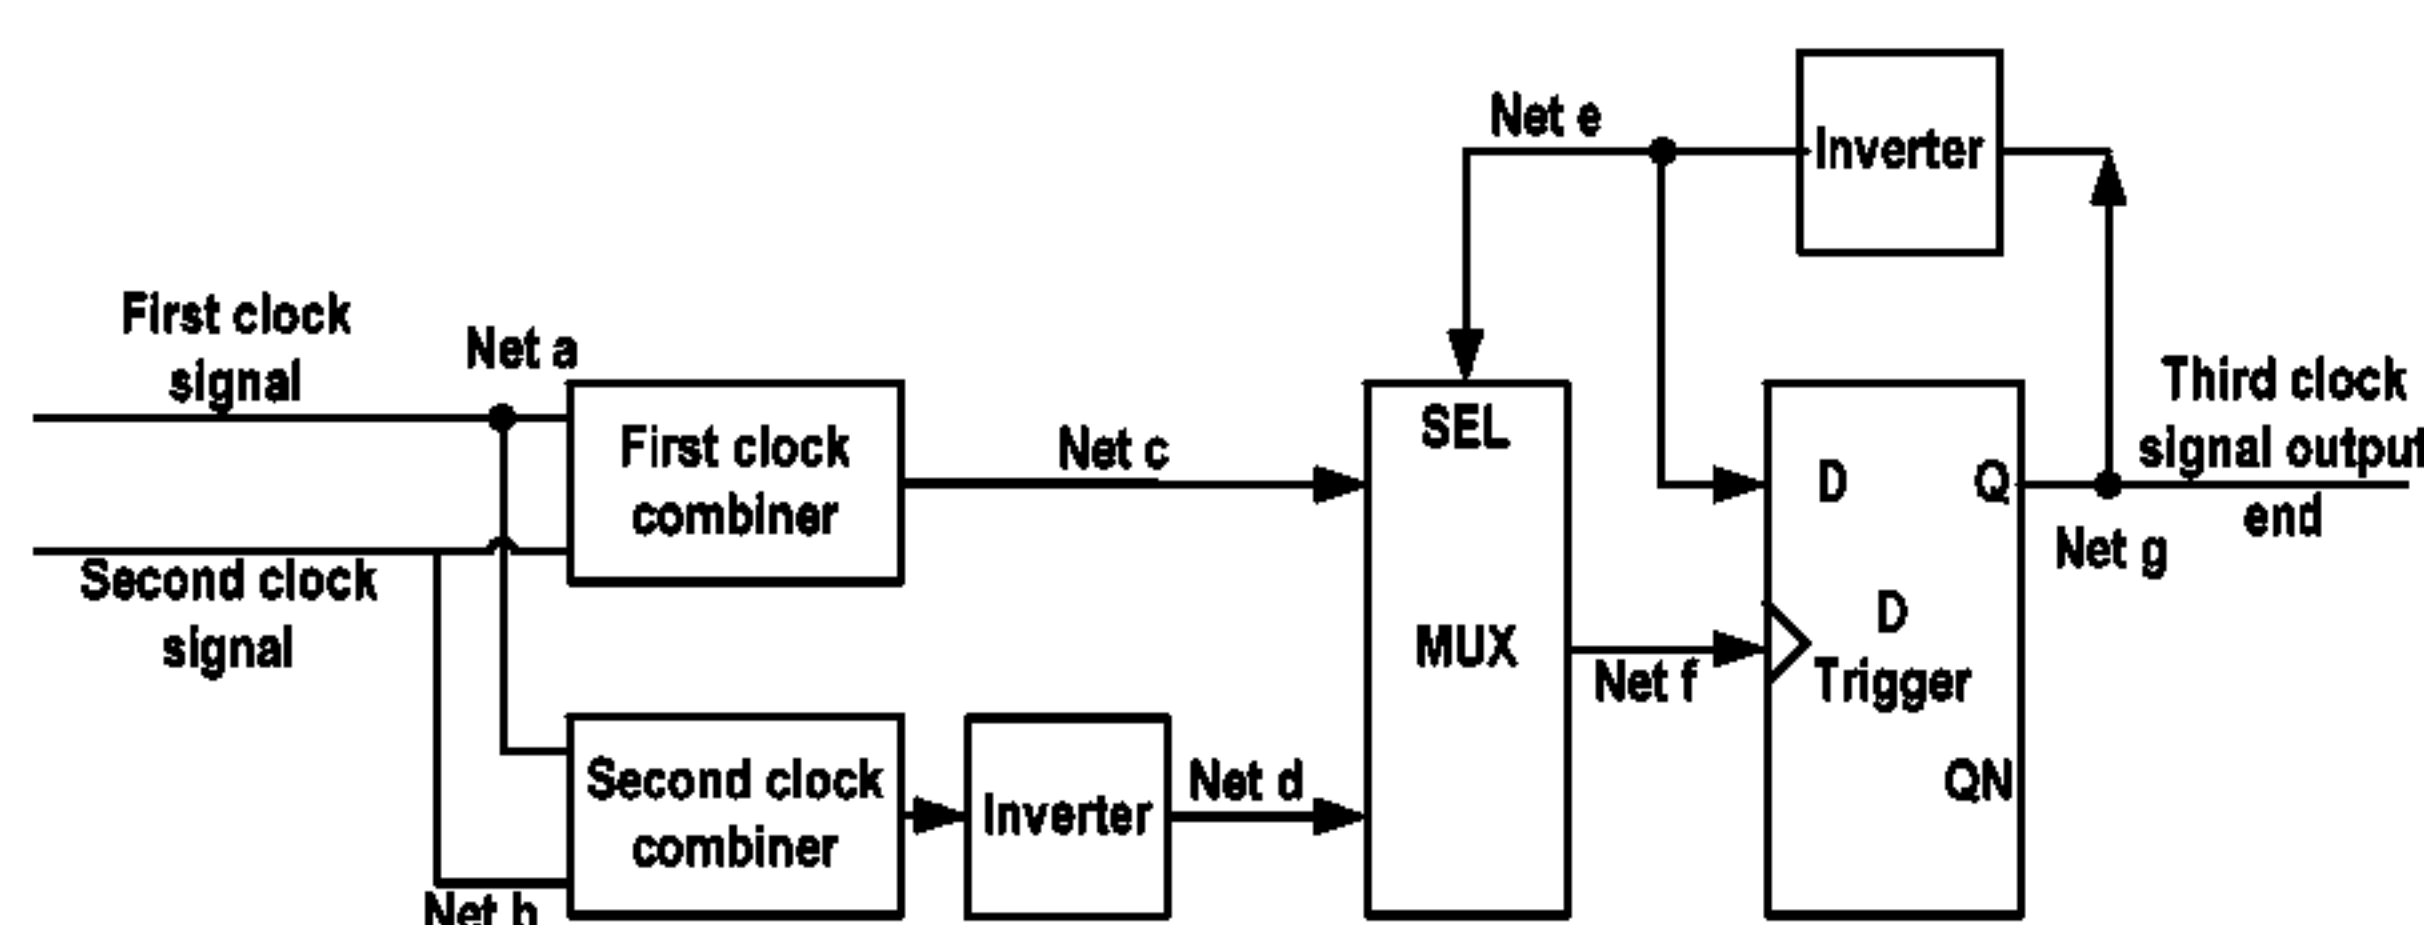 Net e
Inverter
First clock
signal
Net a
First clock
combiner
Net c
SEL
MUX
D
Q
Third clock
signal output
end
Net g
Second clock
signal
D
Trigger
QN
Net f
Second clock
combiner
Inverter
Net d
Net